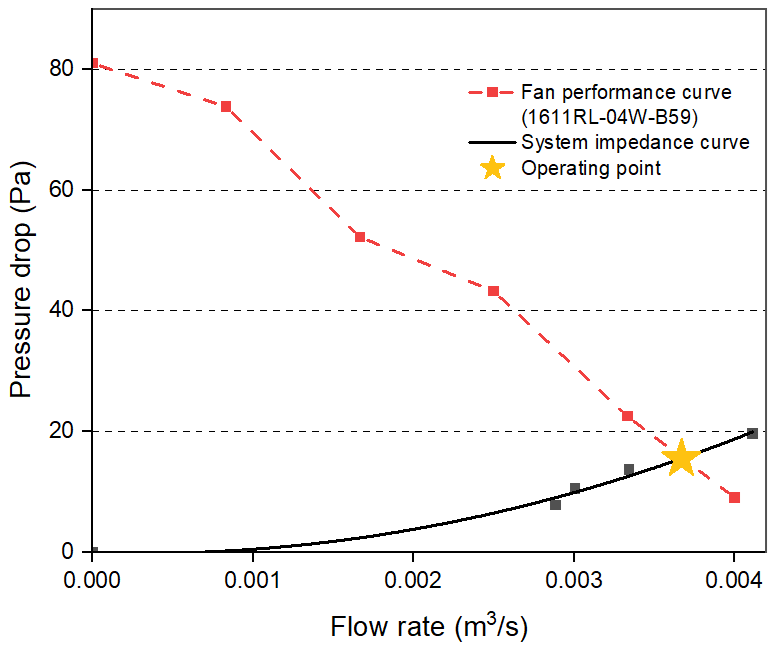 80
60
40
20
0
Pressure drop (Pa)
Fan performance curve
(1611RL-04W-B59)
System impedance curve
Operating point
0.000 0.001 0.002 0.003 0.004
Flow rate (m³/s)